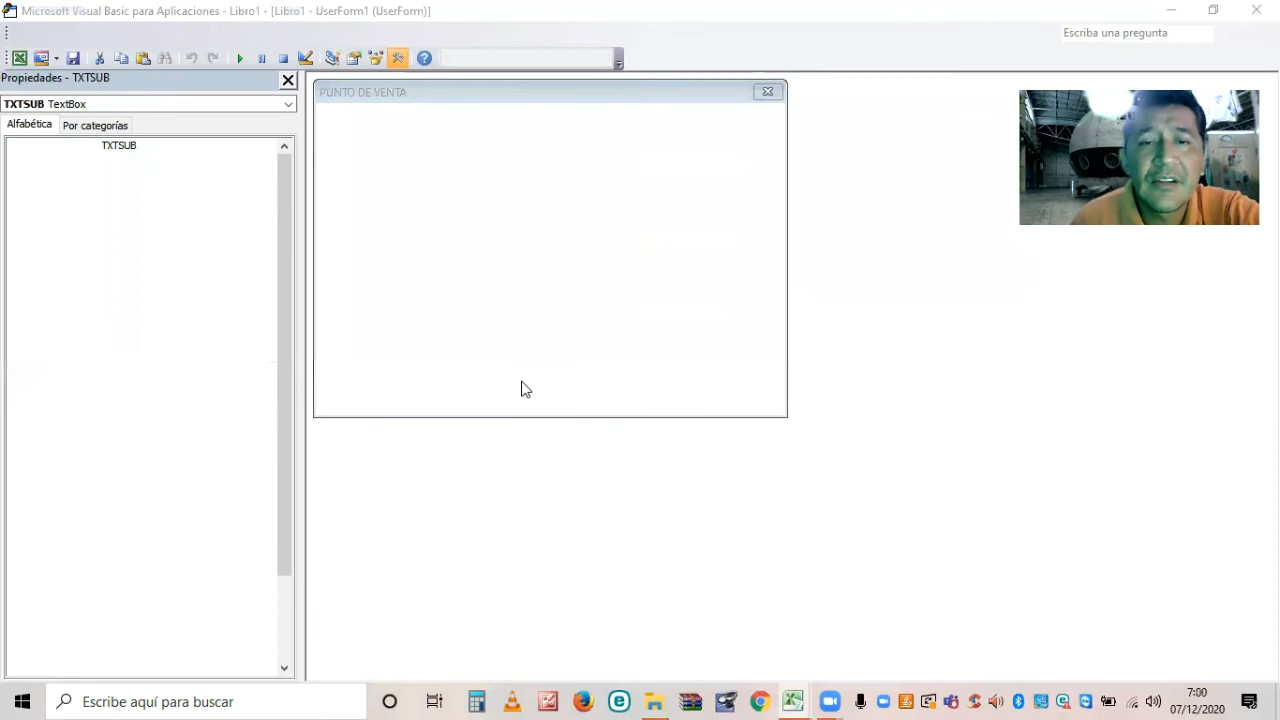 Microsoft Visual Basic para Aplicaciones - Libro1 - [Libro1 - UserForm1 (UserForm)]
Escriba una pregunta
Propiedades - TXTSUB
TXTSUB TextBox
Alfabética
Por categorías
TXTSUB
PUNTO DE VENTA
Escribe aquí para buscar
7:00
07/12/2020